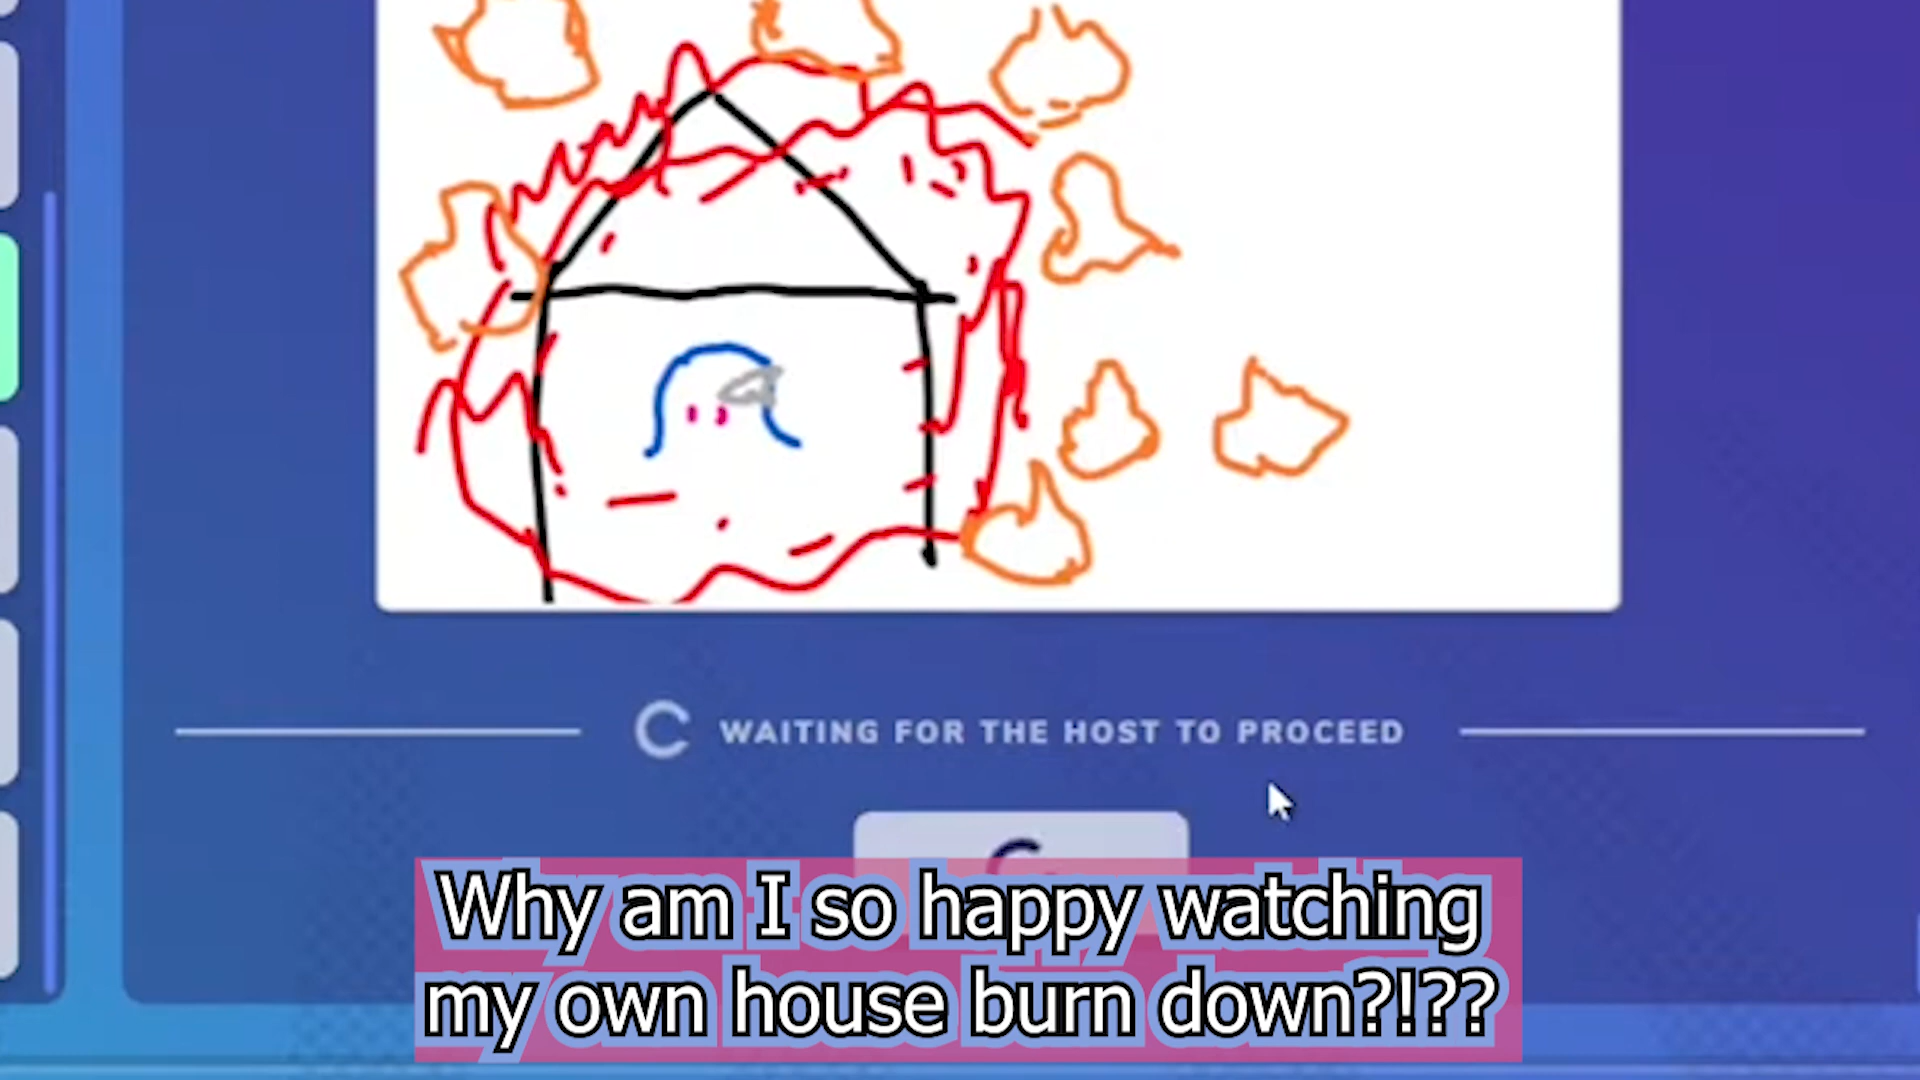 WAITING FOR THE HOST TO PROCEED
Why am I so happy watching
my own house burn down?!??